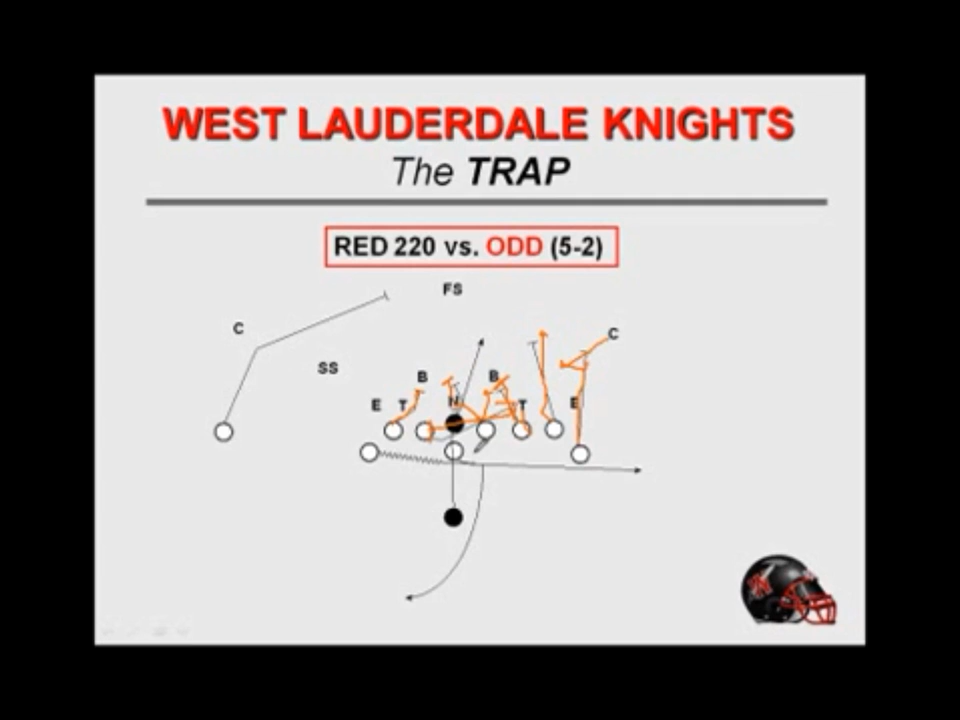 WEST LAUDERDALE KNIGHTS
The TRAP
RED 220 vs. ODD (5-2)
FS
C C
SS
B B
E T N T E